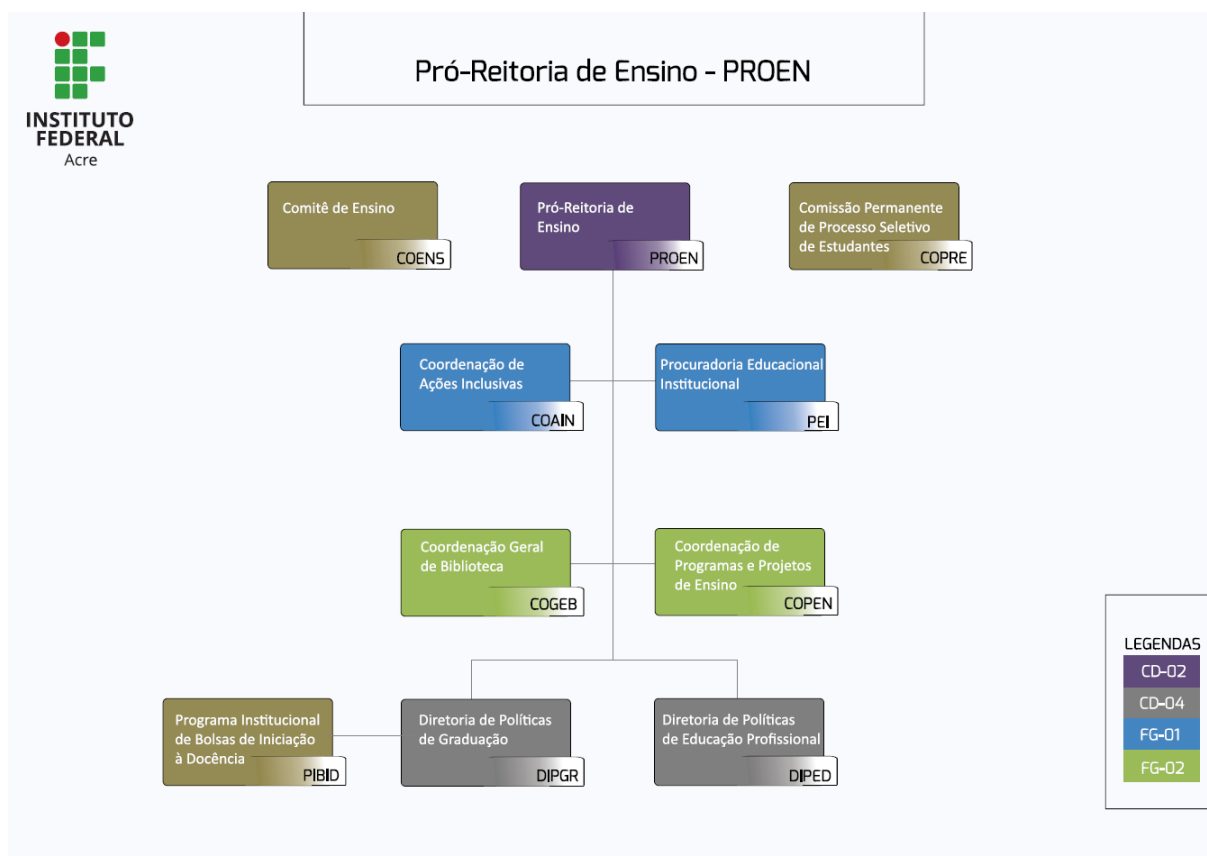 INSTITUTO
FEDERAL
Acre
Pró-Reitoria de Ensino - PROEN
Comitê de Ensino
COENS
Pró-Reitoria de
Ensino
PROEN
Comissão Permanente
de Processo Seletivo
de Estudantes
COPRE
Coordenação de
Ações Inclusivas
COAIN
Procuradoria Educacional
Institucional
PEI
Coordenação Geral
de Biblioteca
COGEB
Coordenação de
Programas e Projetos
de Ensino
COPEN
Programa Institucional
de Bolsas de Iniciação
à Docência
PIBID
Diretoria de Políticas
de Graduação
DIPGR
Diretoria de Políticas
de Educação Profissional
DIPED
LEGENDAS
CD-02
CD-04
FG-01
FG-02